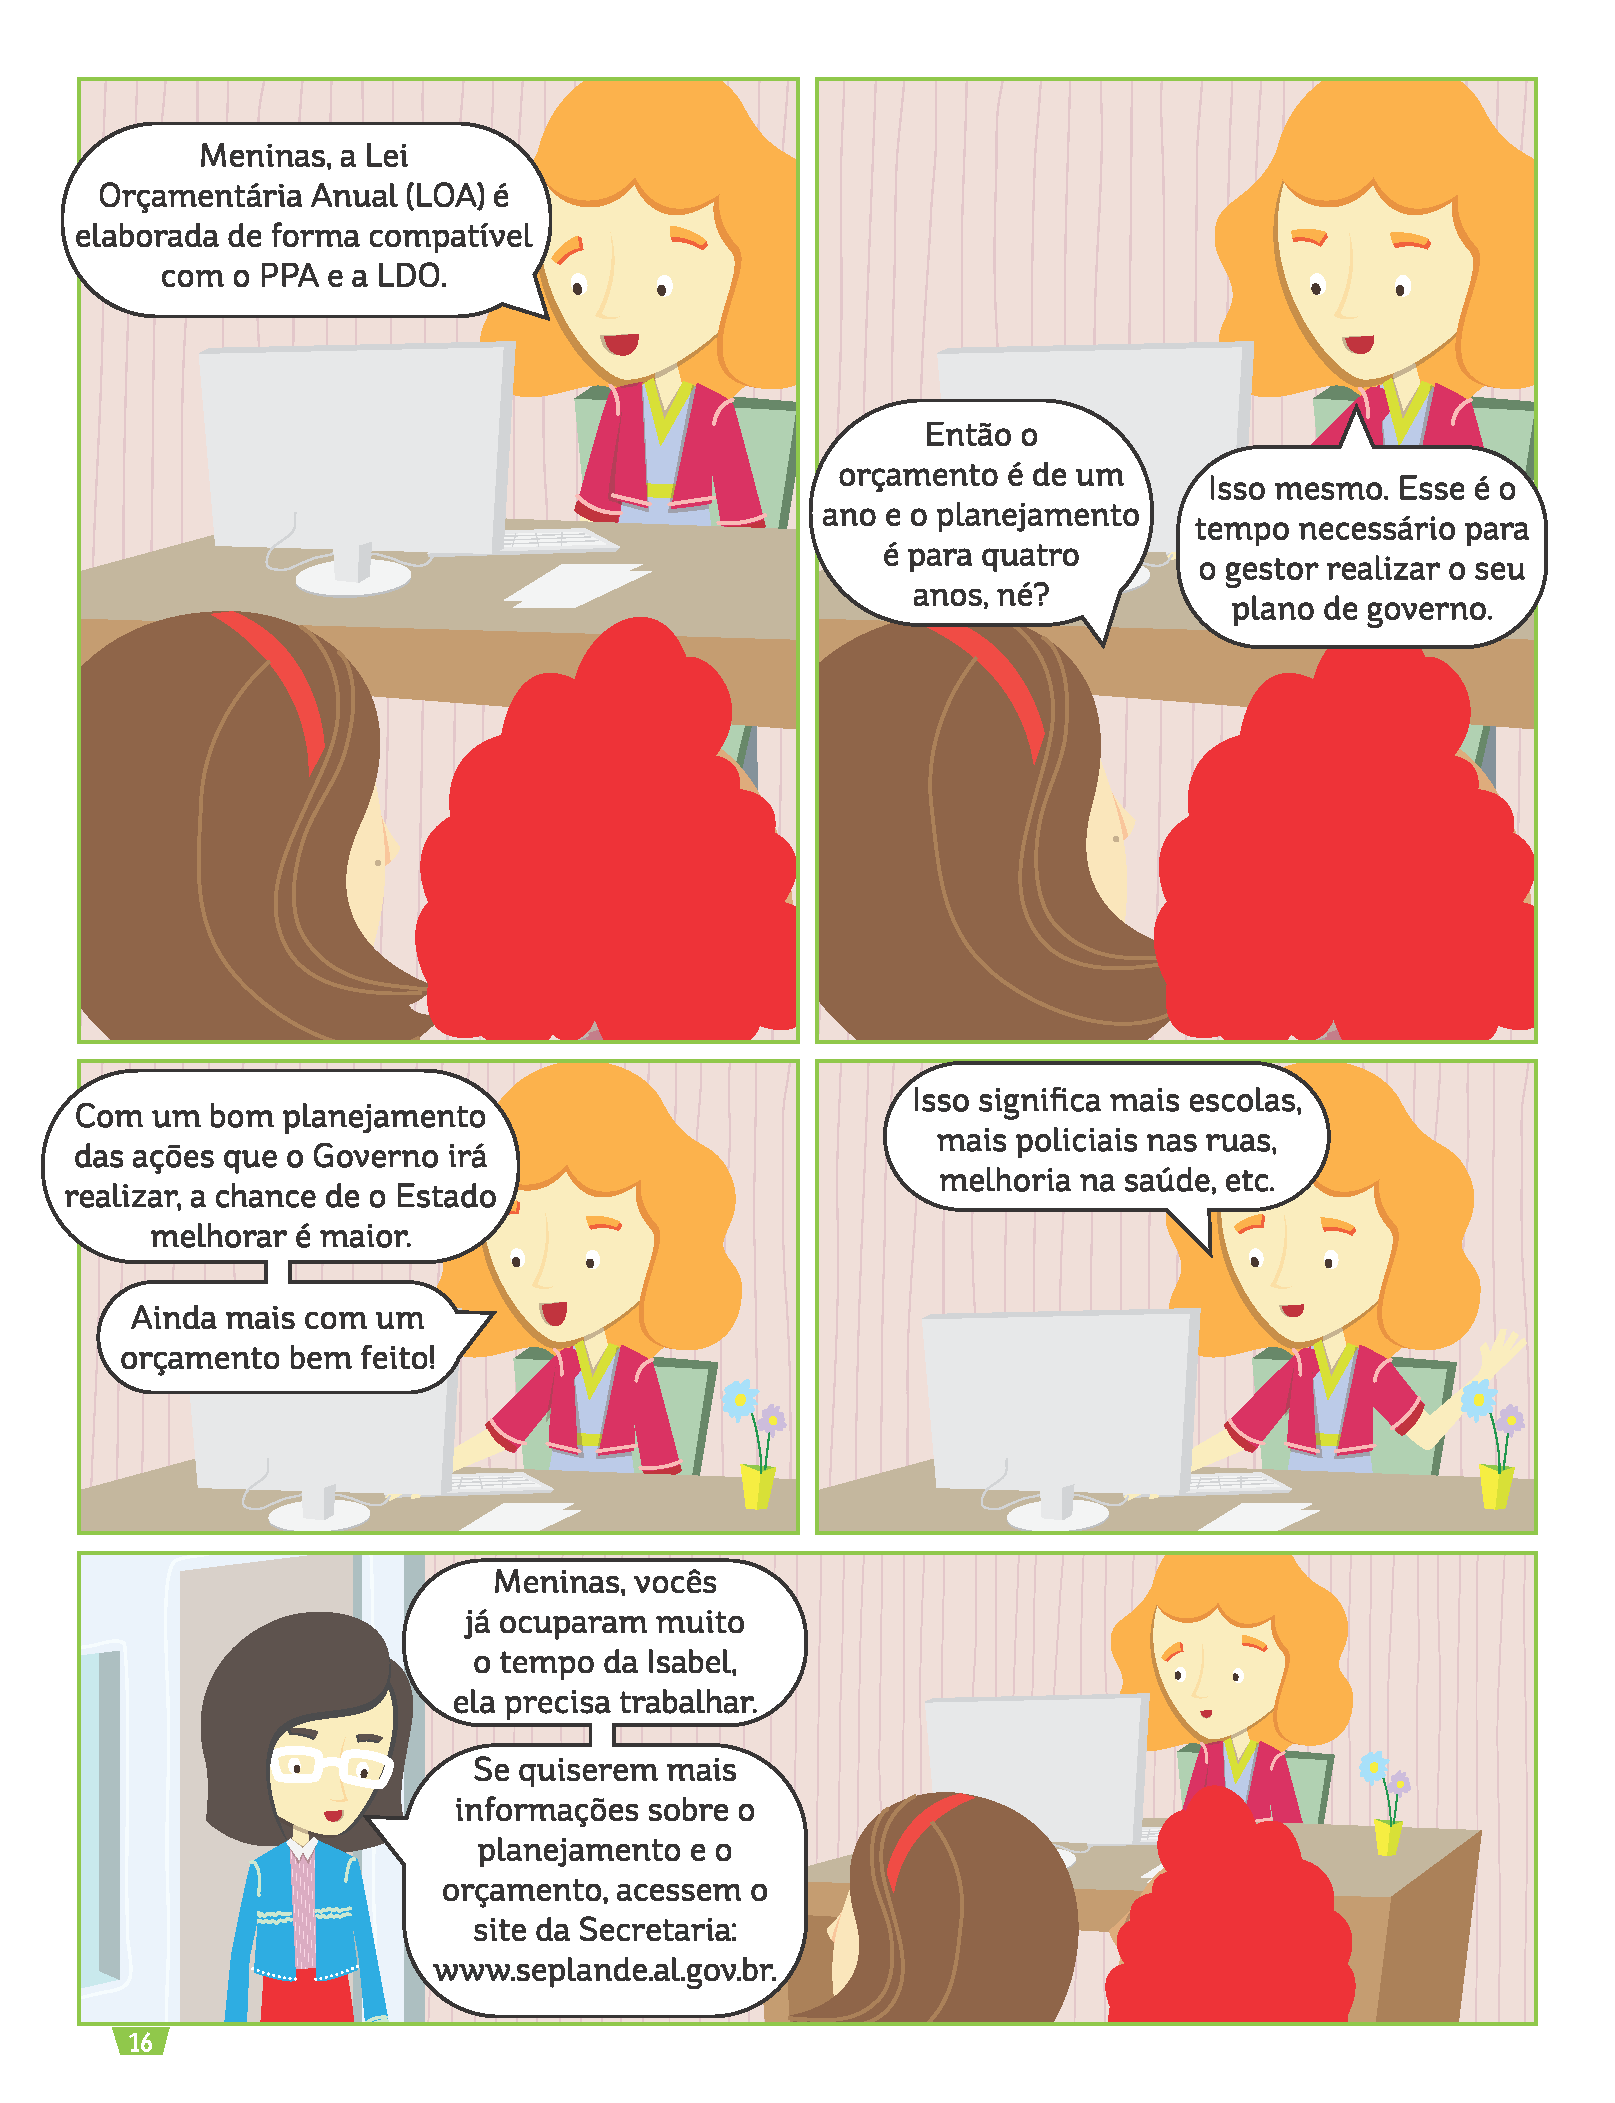 Meninas, a Lei
Orçamentária Anual (LOA) é
elaborada de forma compatível
com o PPA e a LDO.
Então o
orçamento é de um
ano e o planejamento
é para quatro
anos, né?
Isso mesmo. Esse é o
tempo necessário para
o gestor realizar o seu
plano de governo.
Com um bom planejamento
das ações que o Governo irá
realizar, a chance de o Estado
melhorar é maior.
Ainda mais com um
orçamento bem feito!
Isso significa mais escolas,
mais policiais nas ruas,
melhoria na saúde, etc.
Meninas, vocês
já ocuparam muito
o tempo da Isabel,
ela precisa trabalhar.
Se quiserem mais
informações sobre o
planejamento e o
orçamento, acessem o
site da Secretaria:
www.seplande.al.gov.br.
16